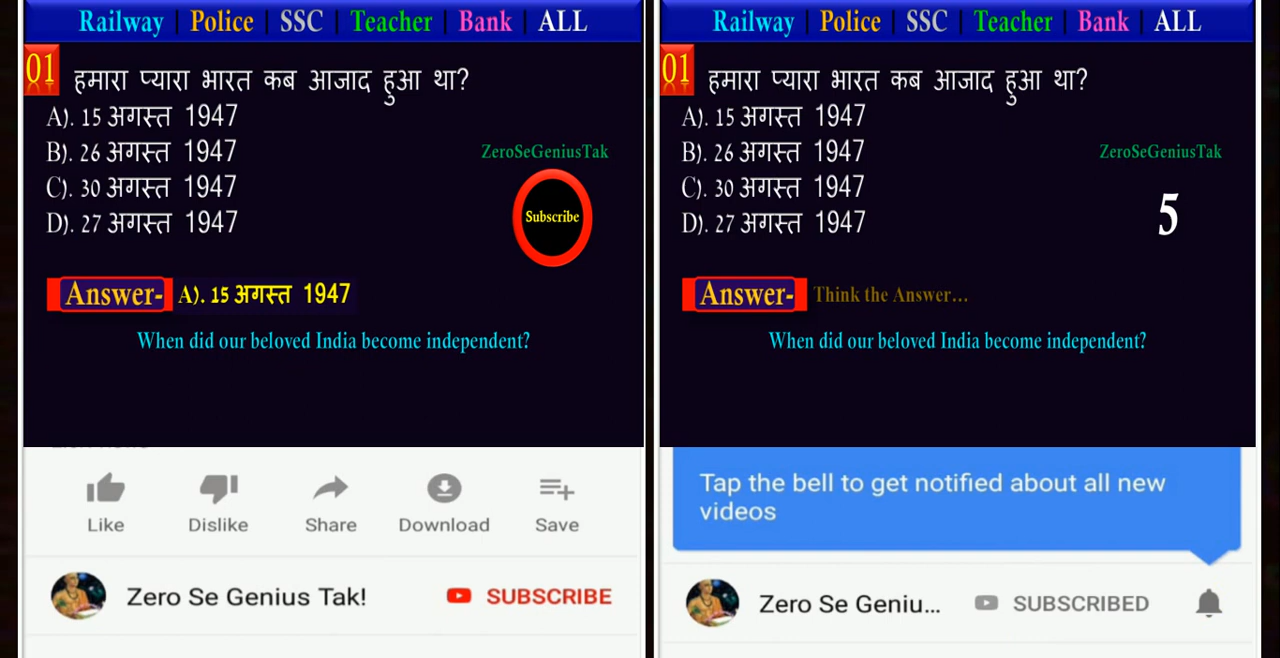 Railway | Police | SSC | Teacher | Bank | ALL
01 हमारा प्यारा भारत कब आजाद हुआ था?
A). 15 अगस्त 1947
B). 26 अगस्त 1947
ZeroSeGeniusTak
C). 30 अगस्त 1947
Subscribe
D). 27 अगस्त 1947
Answer- A). 15 अगस्त 1947
When did our beloved India become independent?
Like Dislike Share Download Save
Zero Se Genius Tak! SUBSCRIBE
Railway | Police | SSC | Teacher | Bank | ALL
01 हमारा प्यारा भारत कब आजाद हुआ था?
A). 15 अगस्त 1947
B). 26 अगस्त 1947
ZeroSeGeniusTak
C). 30 अगस्त 1947
5
D). 27 अगस्त 1947
Answer- Think the Answer...
When did our beloved India become independent?
Tap the bell to get notified about all new
videos
Zero Se Geniu... SUBSCRIBED